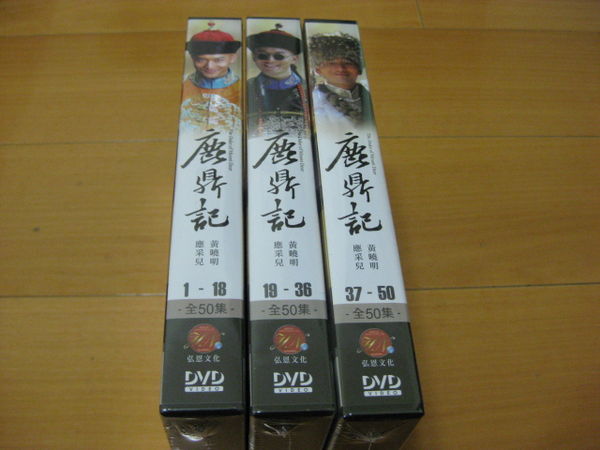 鹿鼎記
黃曉明
應采兒
1 - 18
- 全50集 -
弘恩文化
DVD
VIDEO
鹿鼎記
黃曉明
應采兒
19 - 36
- 全50集 -
弘恩文化
DVD
VIDEO
鹿鼎記
黃曉明
應采兒
37 - 50
- 全50集 -
弘恩文化
DVD
VIDEO